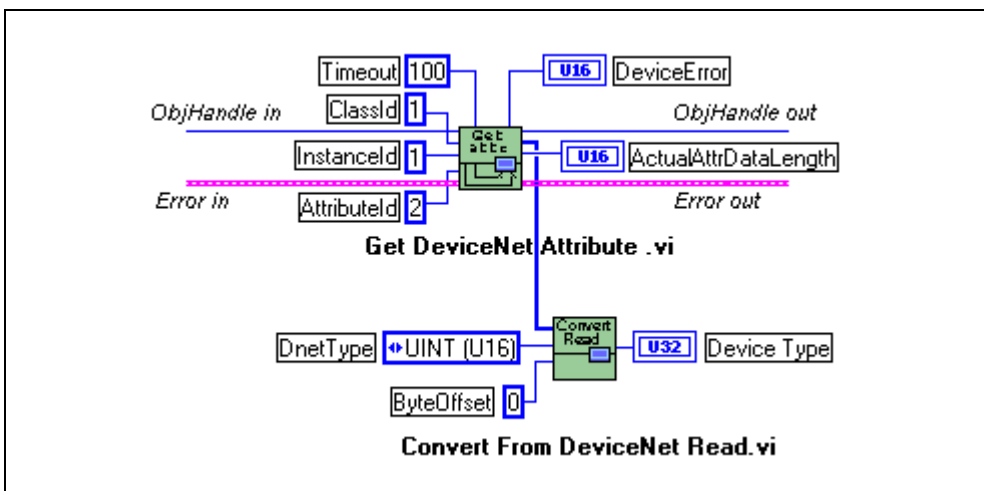 Timeout 100 U16 DeviceError
ObjHandle in ClassId 1 ObjHandle out
Get
attr
InstanceId 1 U16 ActualAttrDataLength
Error in AttributeId 2 Error out
Get DeviceNet Attribute .vi
Convert
Read
DnetType UINT (U16) U32 Device Type
ByteOffset 0
Convert From DeviceNet Read.vi